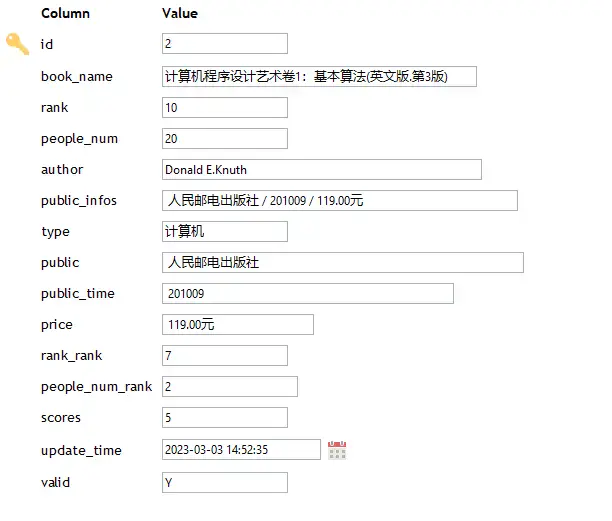 Column Value
id 2
book_name 计算机程序设计艺术卷1：基本算法(英文版.第3版)
rank 10
people_num 20
author Donald E.Knuth
public_infos 人民邮电出版社 / 201009 / 119.00元
type 计算机
public 人民邮电出版社
public_time 201009
price 119.00元
rank_rank 7
people_num_rank 2
scores 5
update_time 2023-03-03 14:52:35
valid Y